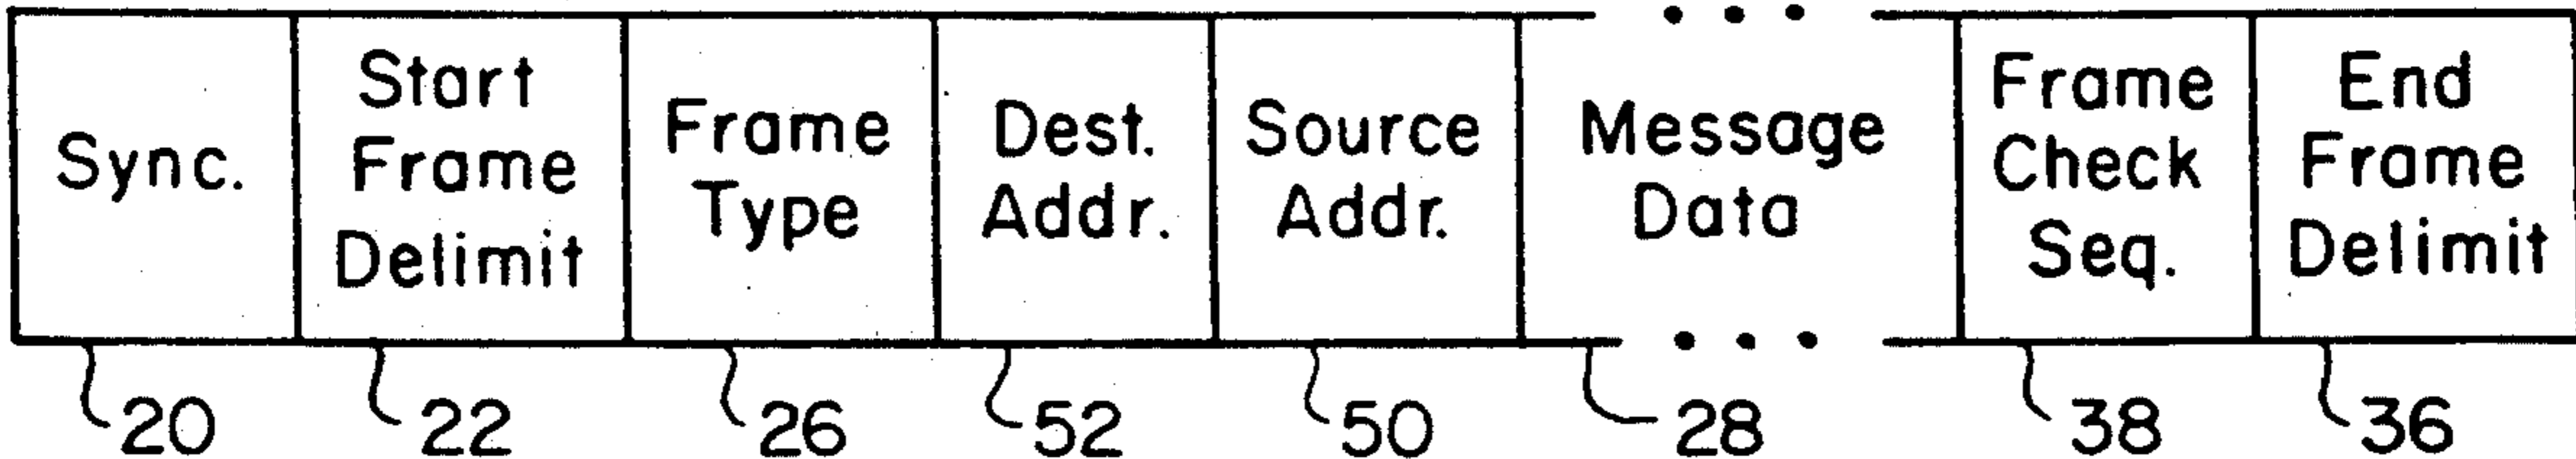 Sync.
Start
Frame
Delimit
Frame
Type
Dest.
Addr.
Source
Addr.
Message
Data
Frame
Check
Seq.
End
Frame
Delimit
20
22
26
52
50
28
38
36